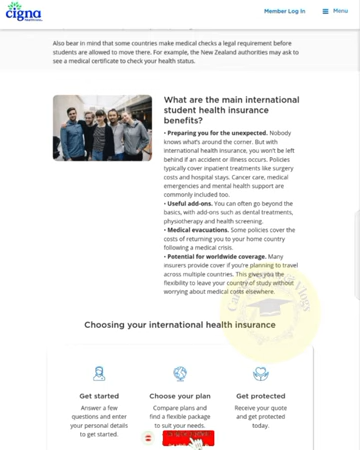 cigna
Member Log In
Menu
Also bear in mind that some countries make medical checks a legal requirement before
students are allowed to move there. For example, the New Zealand authorities may ask to
see a medical certificate to check your health status.
What are the main international
student health insurance
benefits?
• Preparing you for the unexpected. Nobody
knows what's around the corner. But with
international health insurance, you won't be left
behind if an accident or illness occurs. Policies
typically cover inpatient treatments like surgery
costs and hospital stays. Cancer care, medical
emergencies and mental health support are
commonly included too.
• Useful add-ons. You can often go beyond the
basics, with add-ons such as dental treatments,
physiotherapy and health screening.
• Medical evacuations. Some policies cover the
costs of returning you to your home country
following a medical crisis.
• Potential for worldwide coverage. Many
insurers provide cover if you're planning to travel
across multiple countries. This gives you the
flexibility to leave your country of study without
worrying about medical costs elsewhere.
Choosing your international health insurance
Get started
Answer a few
questions and enter
your personal details
to get started.
Choose your plan
Compare plans and
find a flexible package
to suit your needs.
Get protected
Receive your quote
and get protected
today.